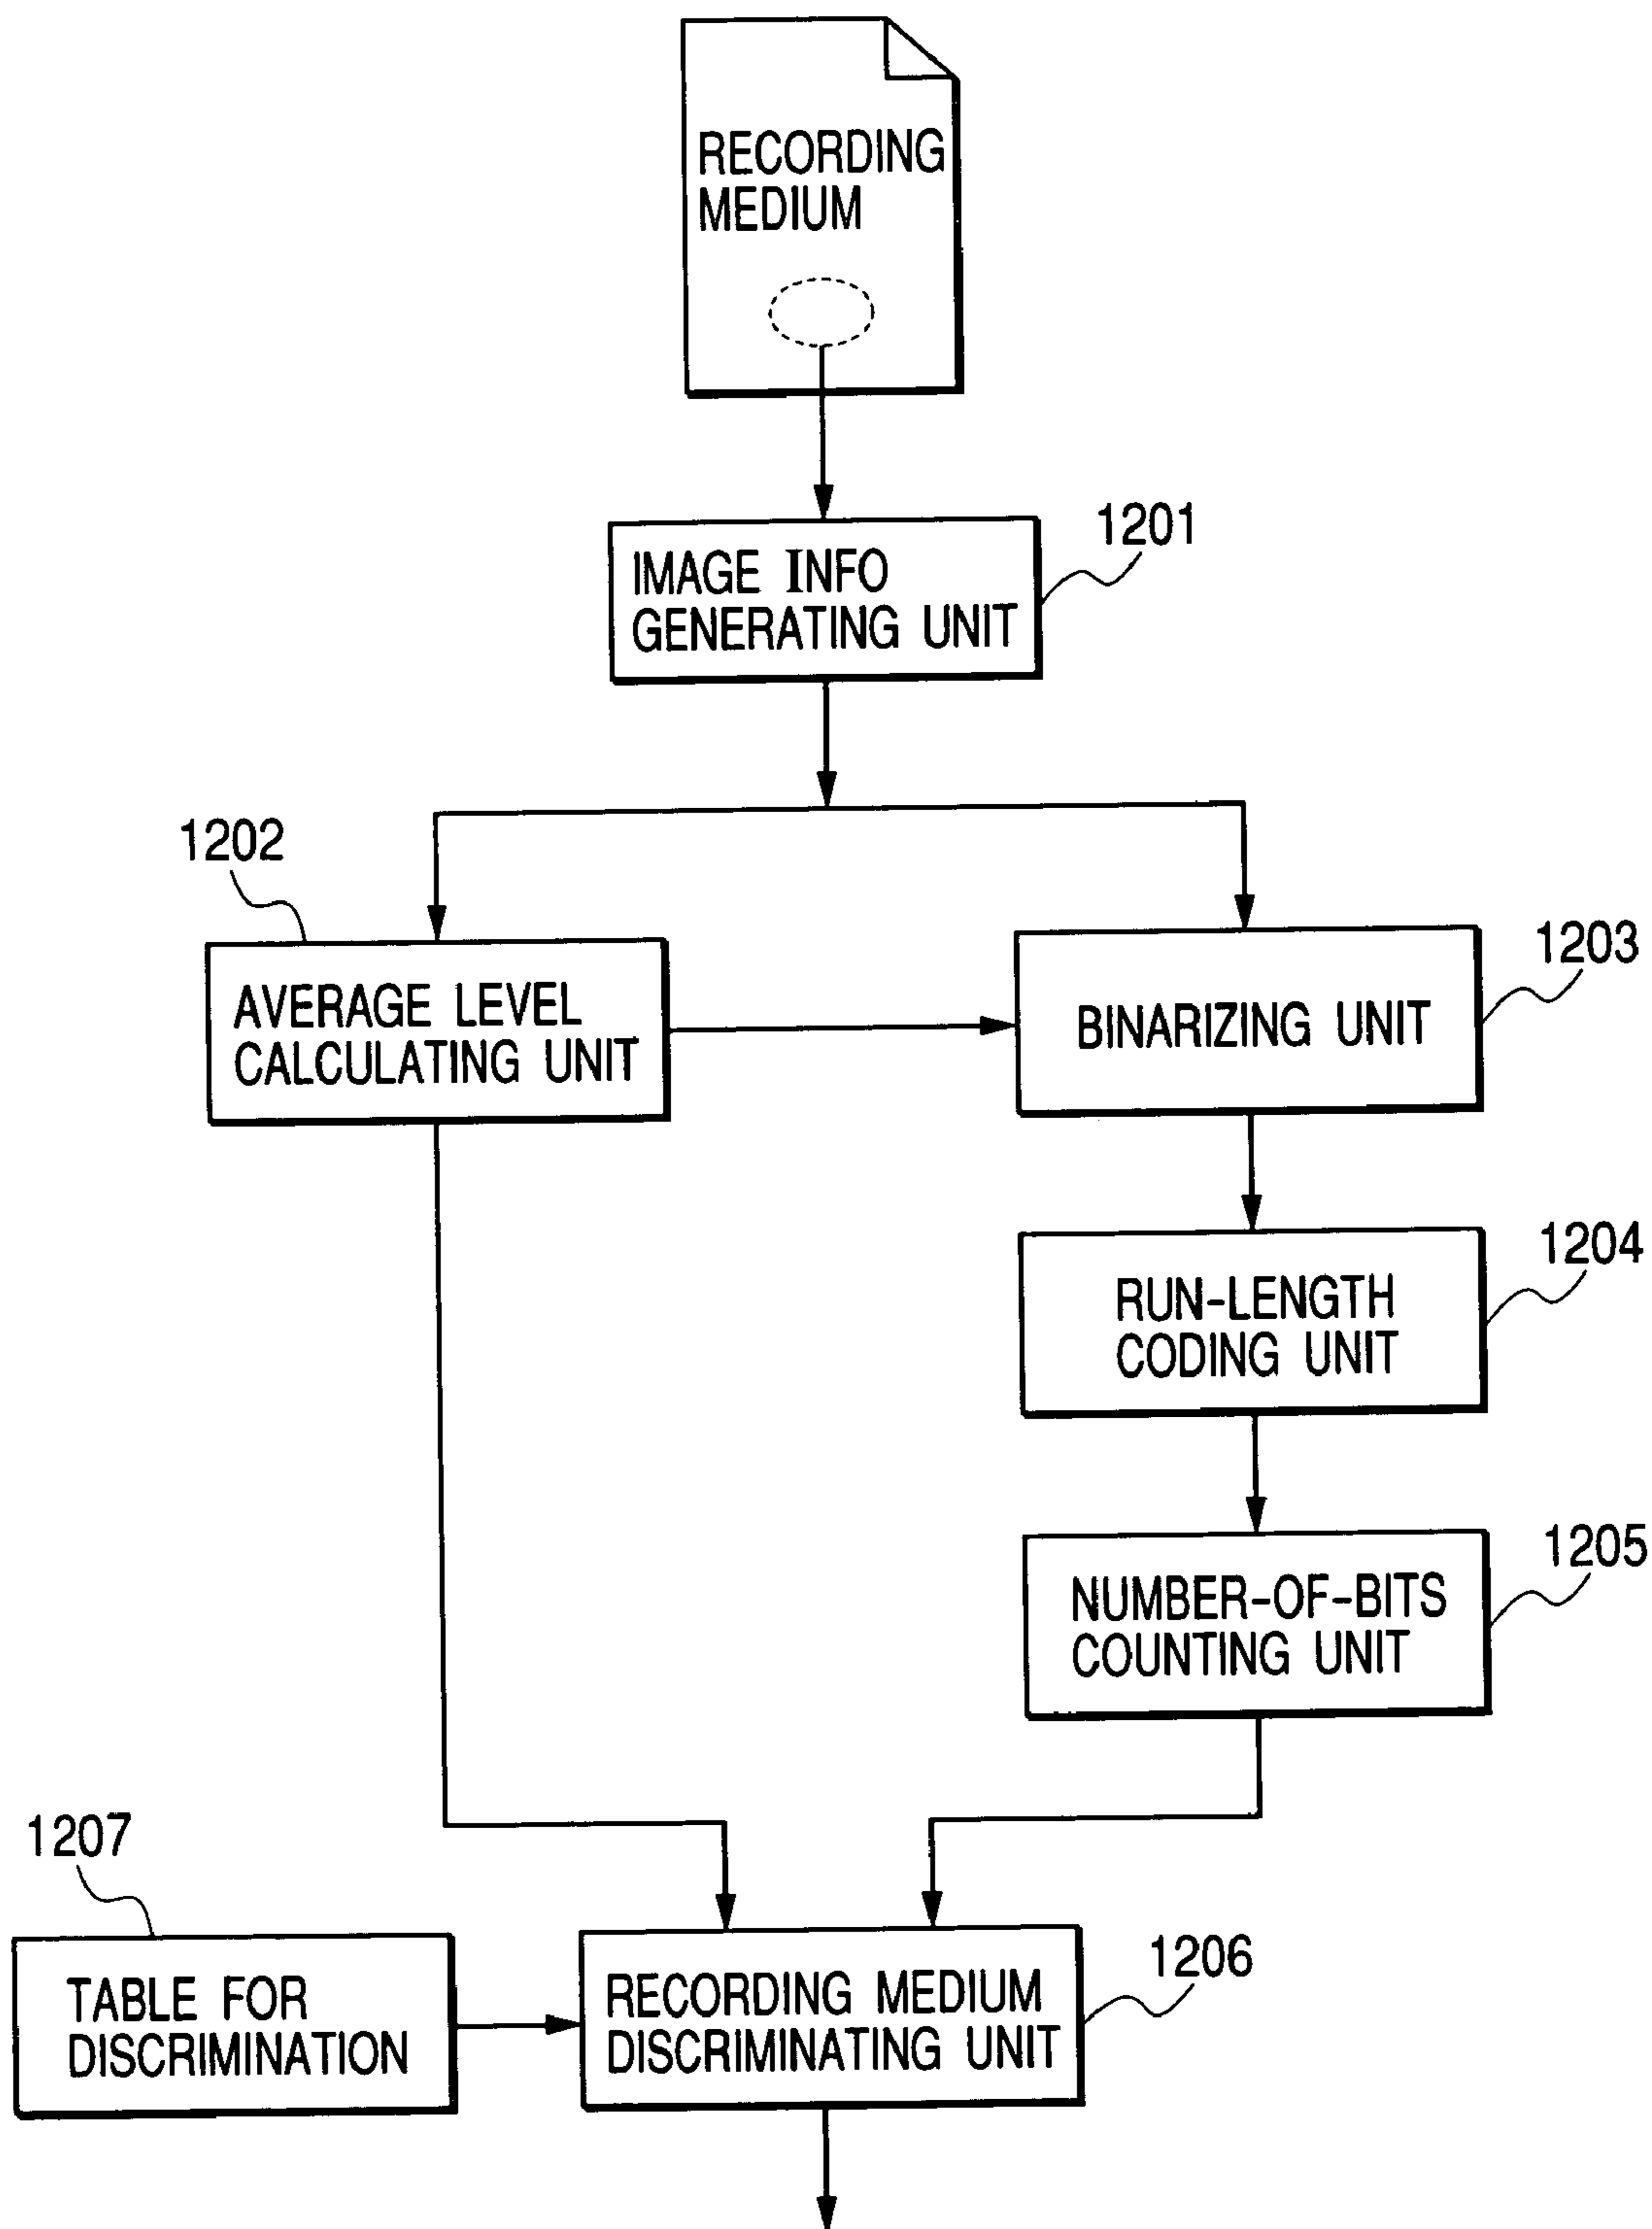 RECORDING
MEDIUM
1201
IMAGE INFO
GENERATING UNIT
1202
AVERAGE LEVEL
CALCULATING UNIT
1203
BINARIZING UNIT
1204
RUN-LENGTH
CODING UNIT
1205
NUMBER-OF-BITS
COUNTING UNIT
1207
TABLE FOR
DISCRIMINATION
1206
RECORDING MEDIUM
DISCRIMINATING UNIT